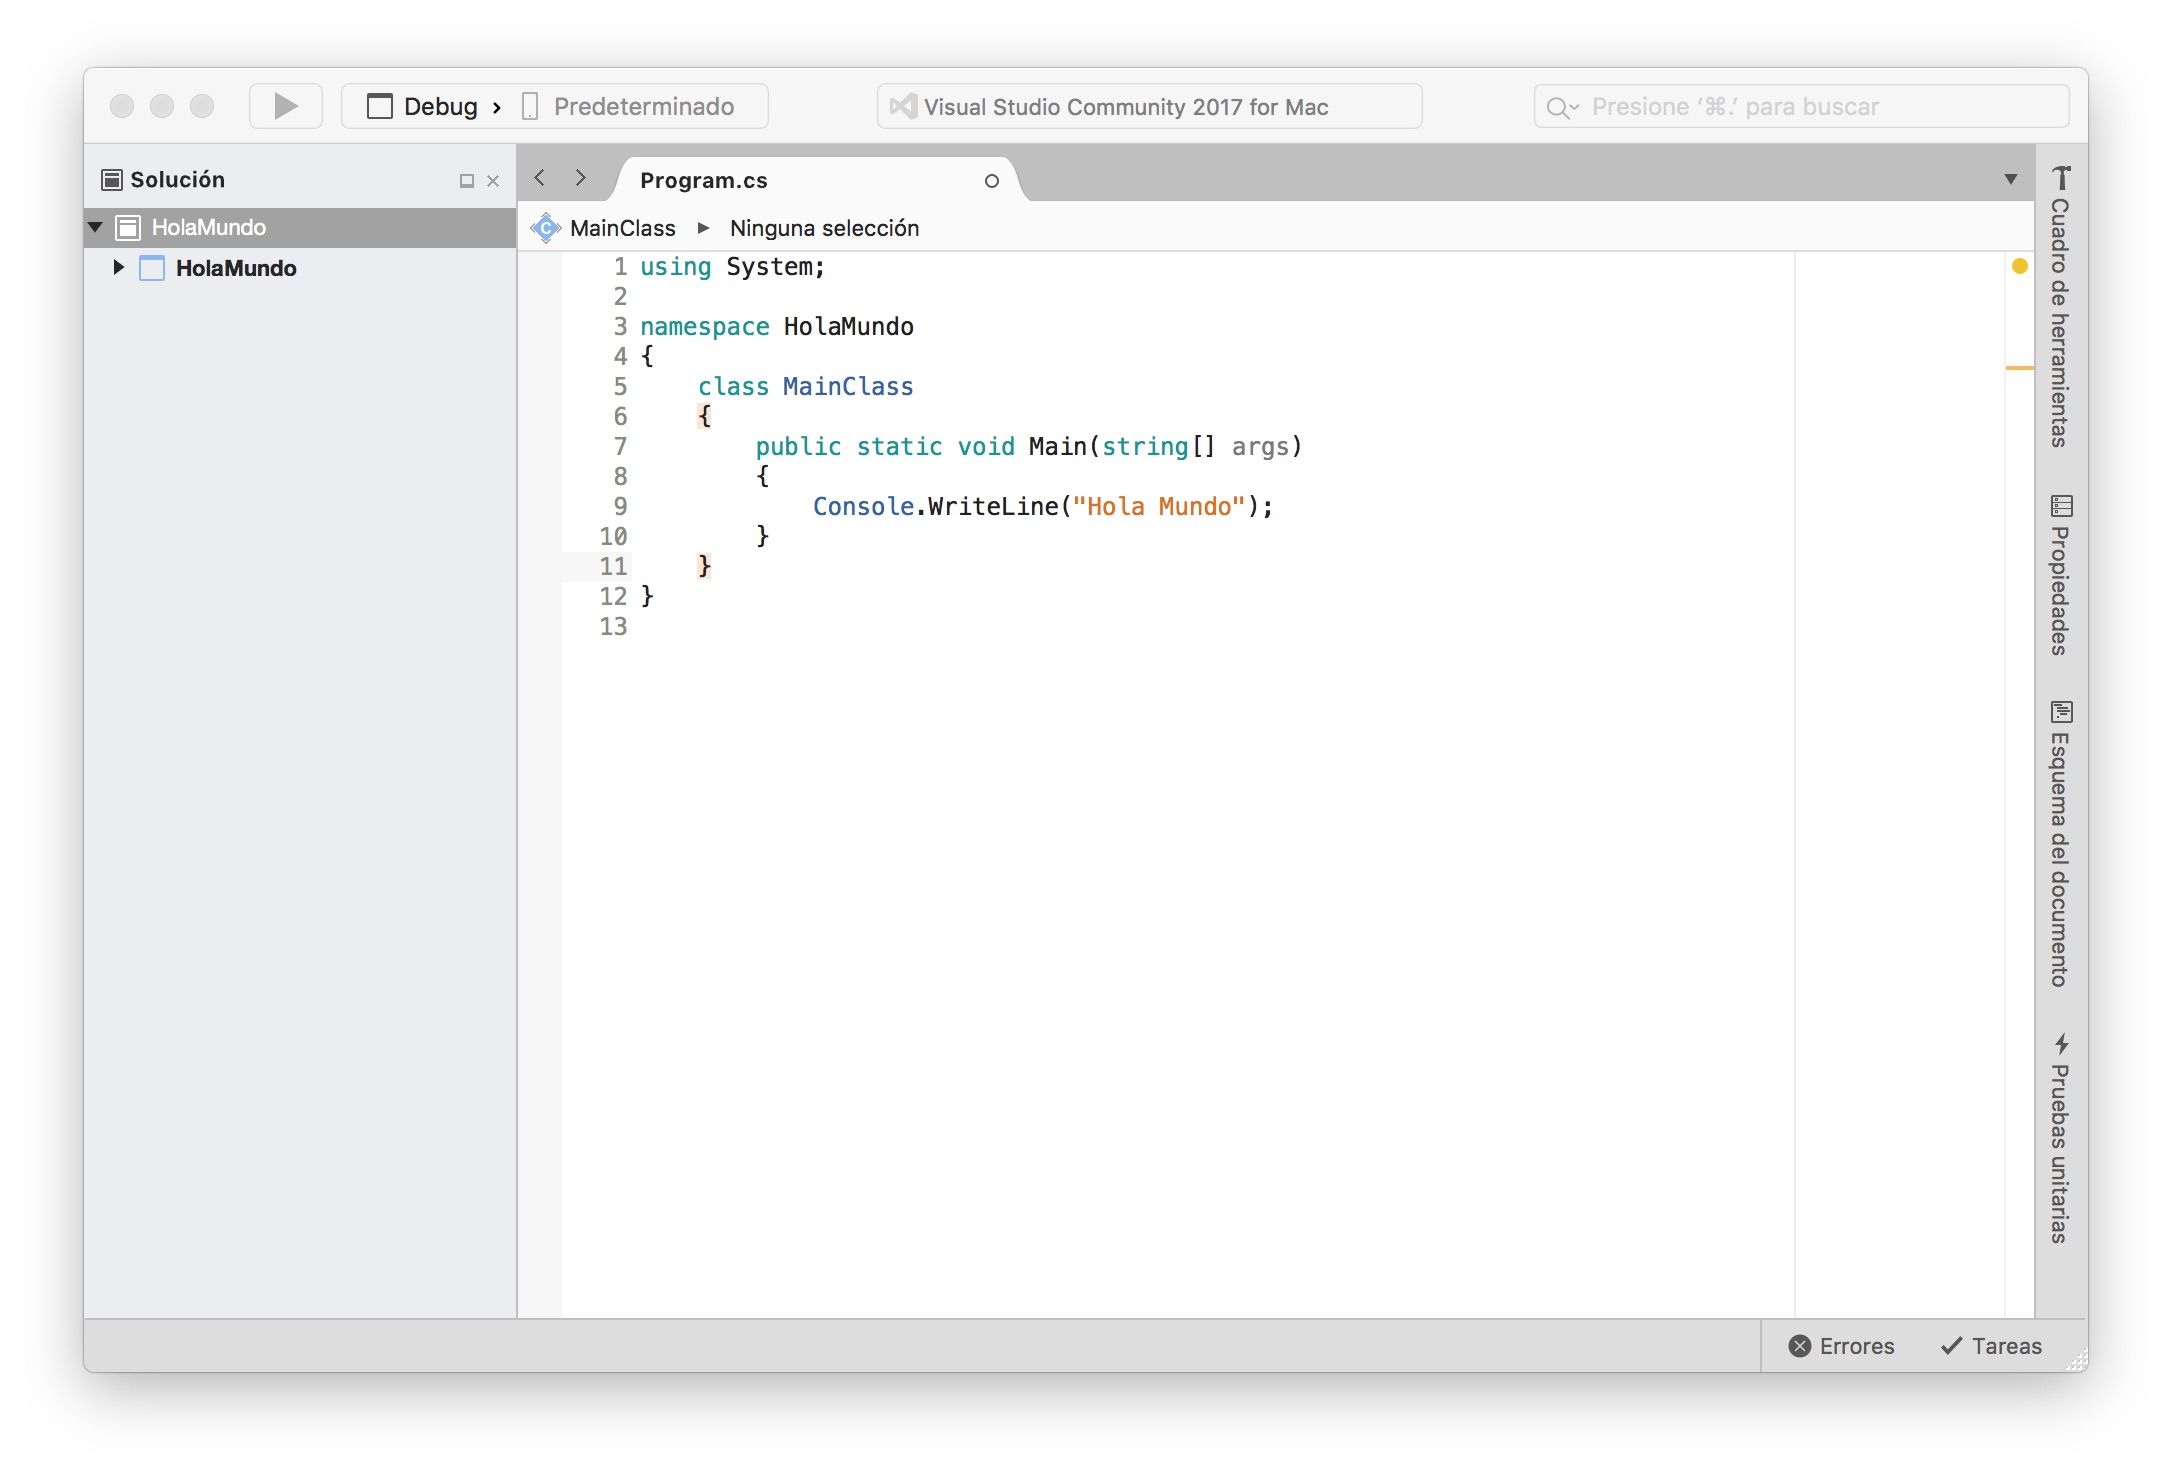 Debug › Predeterminado
Visual Studio Community 2017 for Mac
Presione ‘⌘.’ para buscar
Solución
HolaMundo
HolaMundo
Program.cs
MainClass ▶ Ninguna selección
1 using System;
2
3 namespace HolaMundo
4 {
5     class MainClass
6     {
7         public static void Main(string[] args)
8         {
9             Console.WriteLine("Hola Mundo");
10         }
11     }
12 }
13
Cuadro de herramientas
Propiedades
Esquema del documento
Pruebas unitarias
Errores
Tareas